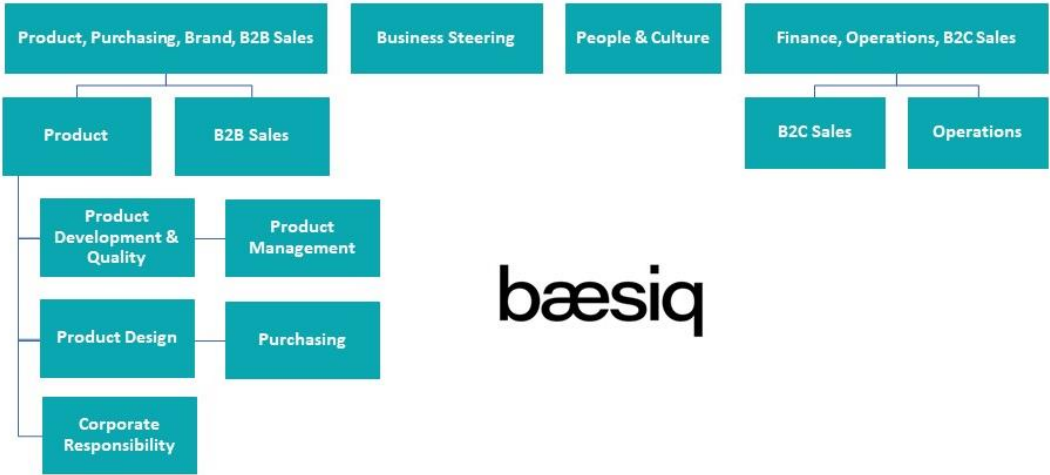 Product, Purchasing, Brand, B2B Sales
Business Steering
People & Culture
Finance, Operations, B2C Sales
Product
B2B Sales
B2C Sales
Operations
Product
Development &
Quality
Product
Management
Product Design
Purchasing
Corporate
Responsibility
bæsiq